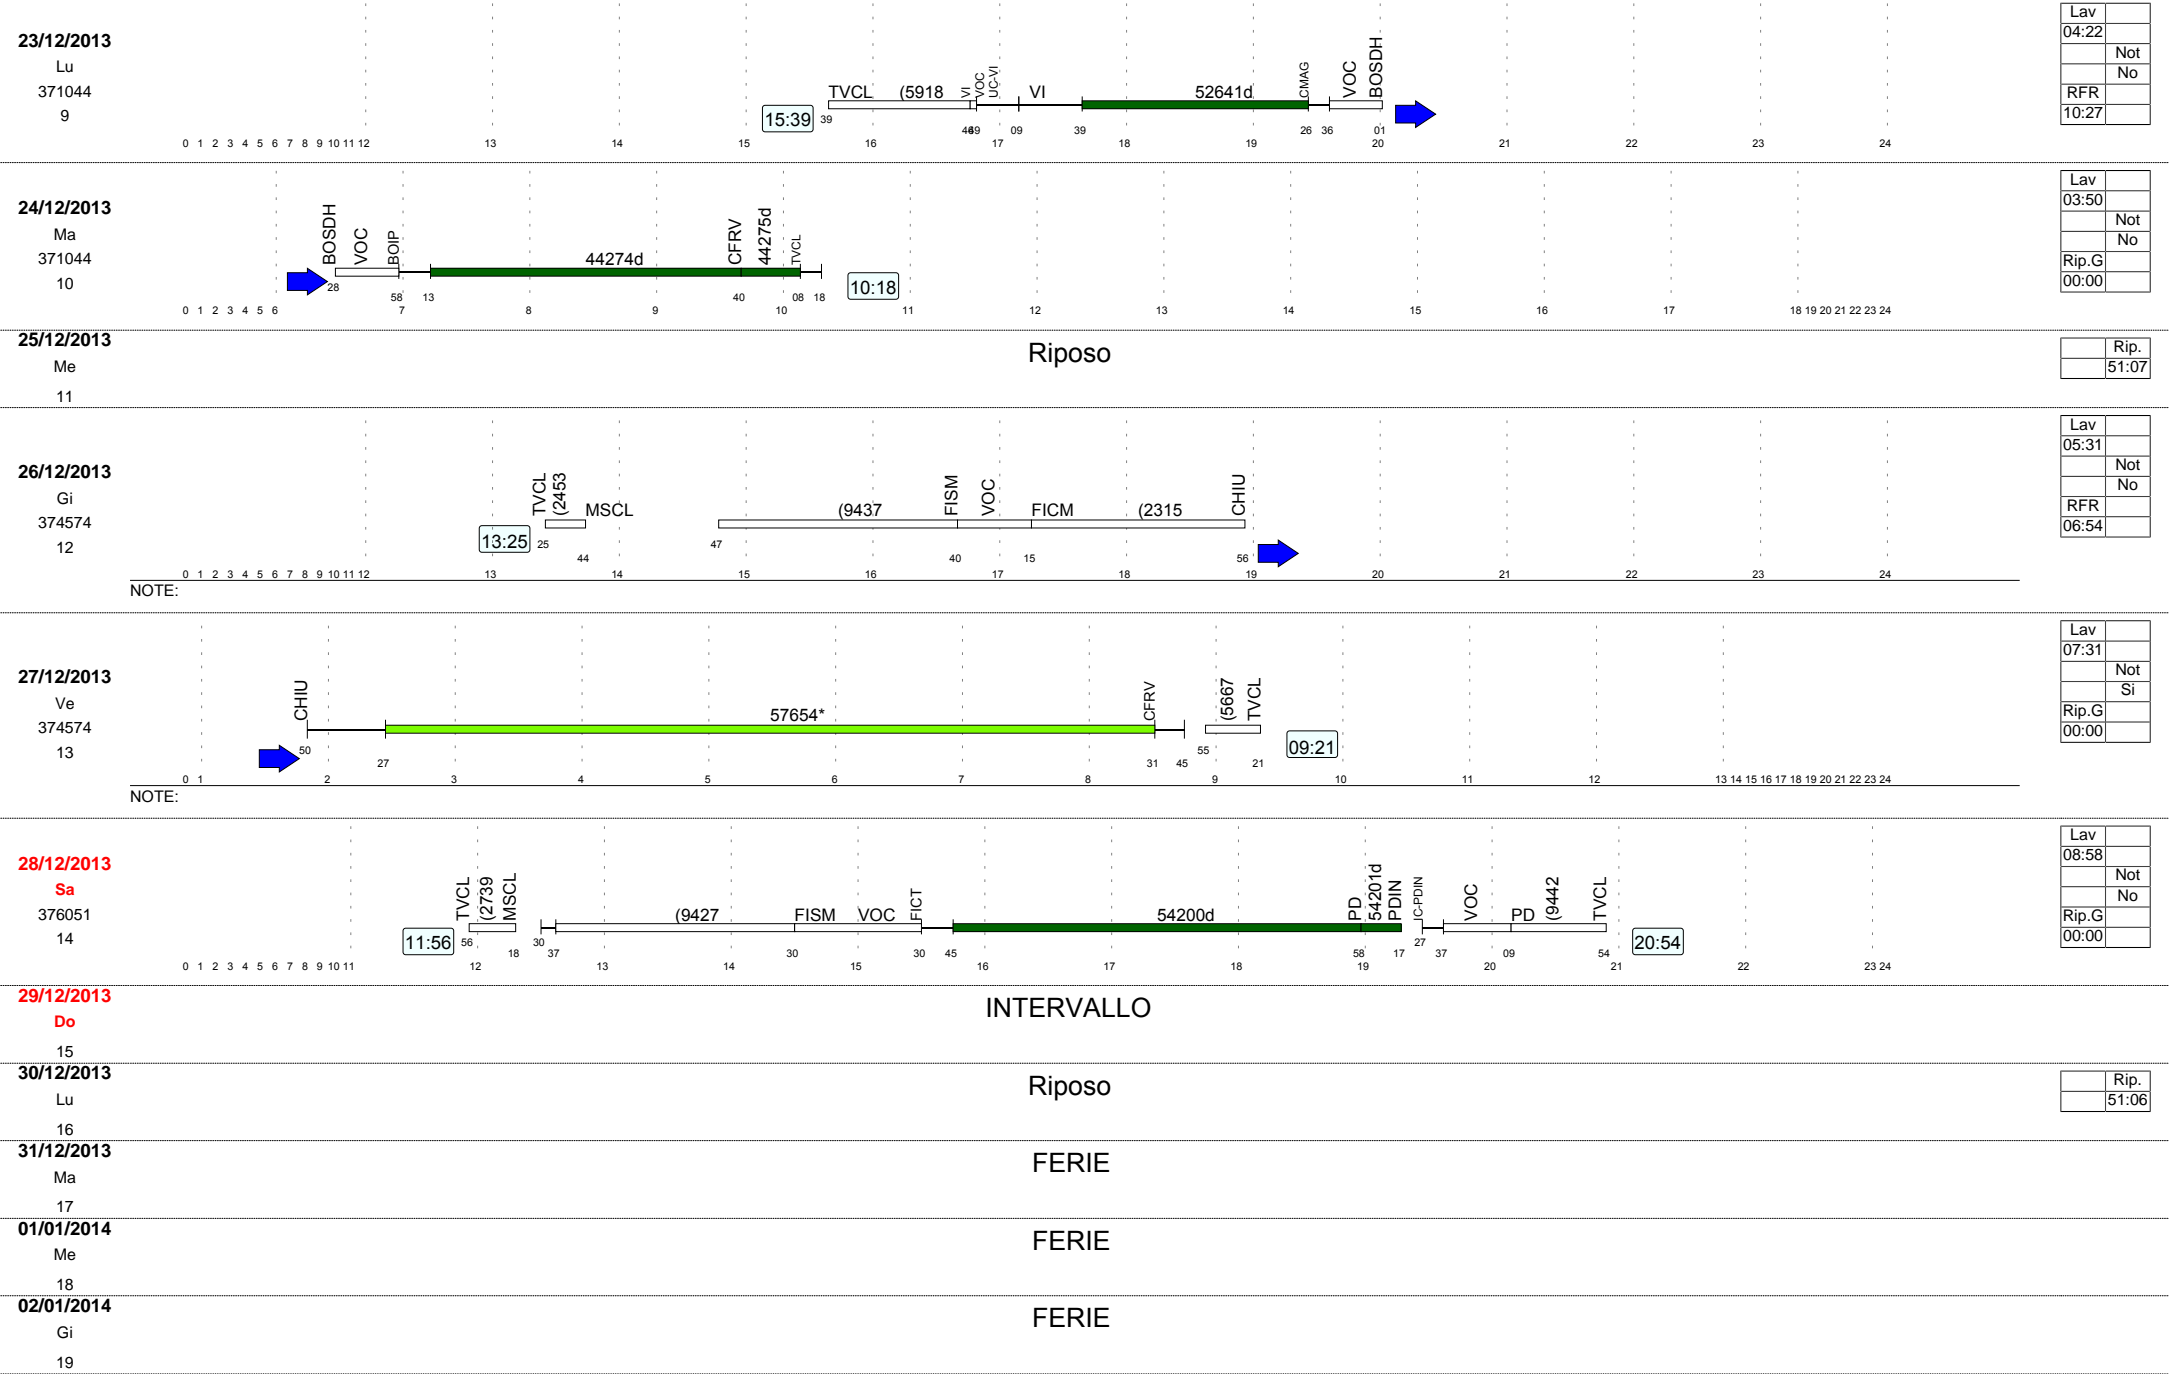 23/12/2013
Lu
371044
9
15:39
TVCL (5918 VI VOC UC-VI VI 52641d CMAG VOC BOSDH
39 46 49 09 39 26 36 01
0 1 2 3 4 5 6 7 8 9 10 11 12 13 14 15 16 17 18 19 20 21 22 23 24
Lav
04:22
Not
No
RFR
10:27
24/12/2013
Ma
371044
10
BOSDH VOC BOIP 44274d CFRV 44275d TVCL
28 58 13 40 08 18
10:18
0 1 2 3 4 5 6 7 8 9 10 11 12 13 14 15 16 17 18 19 20 21 22 23 24
Lav
03:50
Not
No
Rip.G
00:00
25/12/2013
Me
11
Riposo
Rip.
51:07
26/12/2013
Gi
374574
12
13:25
TVCL (2453 MSCL (9437 FISM VOC FICM (2315 CHIU
25 44 47 40 15 56
0 1 2 3 4 5 6 7 8 9 10 11 12 13 14 15 16 17 18 19 20 21 22 23 24
NOTE:
Lav
05:31
Not
No
RFR
06:54
27/12/2013
Ve
374574
13
CHIU 57654* CFRV (5667 TVCL
50 27 31 45 55 21
09:21
0 1 2 3 4 5 6 7 8 9 10 11 12 13 14 15 16 17 18 19 20 21 22 23 24
NOTE:
Lav
07:31
Not
Si
Rip.G
00:00
28/12/2013
Sa
376051
14
11:56
TVCL (2739 MSCL (9427 FISM VOC FICT 54200d PD 54201d PDIN IC-PDIN VOC PD (9442 TVCL
56 18 30 37 30 30 45 58 17 27 37 09 54
20:54
0 1 2 3 4 5 6 7 8 9 10 11 12 13 14 15 16 17 18 19 20 21 22 23 24
Lav
08:58
Not
No
Rip.G
00:00
29/12/2013
Do
15
INTERVALLO
30/12/2013
Lu
16
Riposo
Rip.
51:06
31/12/2013
Ma
17
FERIE
01/01/2014
Me
18
FERIE
02/01/2014
Gi
19
FERIE